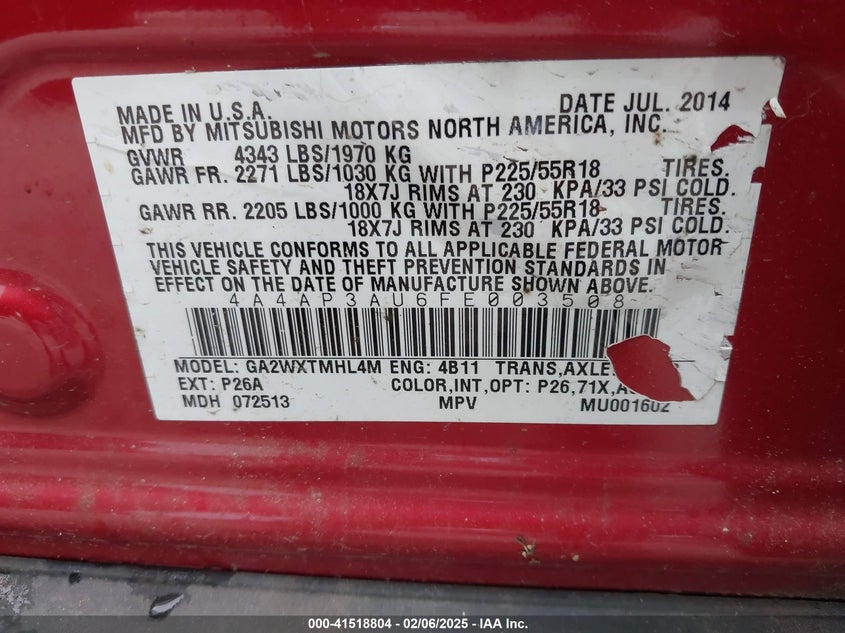 MADE IN U.S.A. DATE JUL. 2014
MFD BY MITSUBISHI MOTORS NORTH AMERICA, INC.
GVWR 4343 LBS/1970 KG
GAWR FR. 2271 LBS/1030 KG WITH P225/55R18 TIRES.
18X7J RIMS AT 230 KPA/33 PSI COLD.
GAWR RR. 2205 LBS/1000 KG WITH P225/55R18 TIRES.
18X7J RIMS AT 230 KPA/33 PSI COLD.
THIS VEHICLE CONFORMS TO ALL APPLICABLE FEDERAL MOTOR
VEHICLE SAFETY AND THEFT PREVENTION STANDARDS IN
EFFECT ON THE DATE OF MANUFACTURE SHOWN ABOVE.
4A4AP3AU6FE003508
MODEL: GA2WXTMHL4M ENG: 4B11 TRANS,AXLE
EXT: P26A COLOR,INT,OPT: P26,71X,
MDH 072513 MPV MU001602
000-41518804 — 02/06/2025 — IAA Inc.